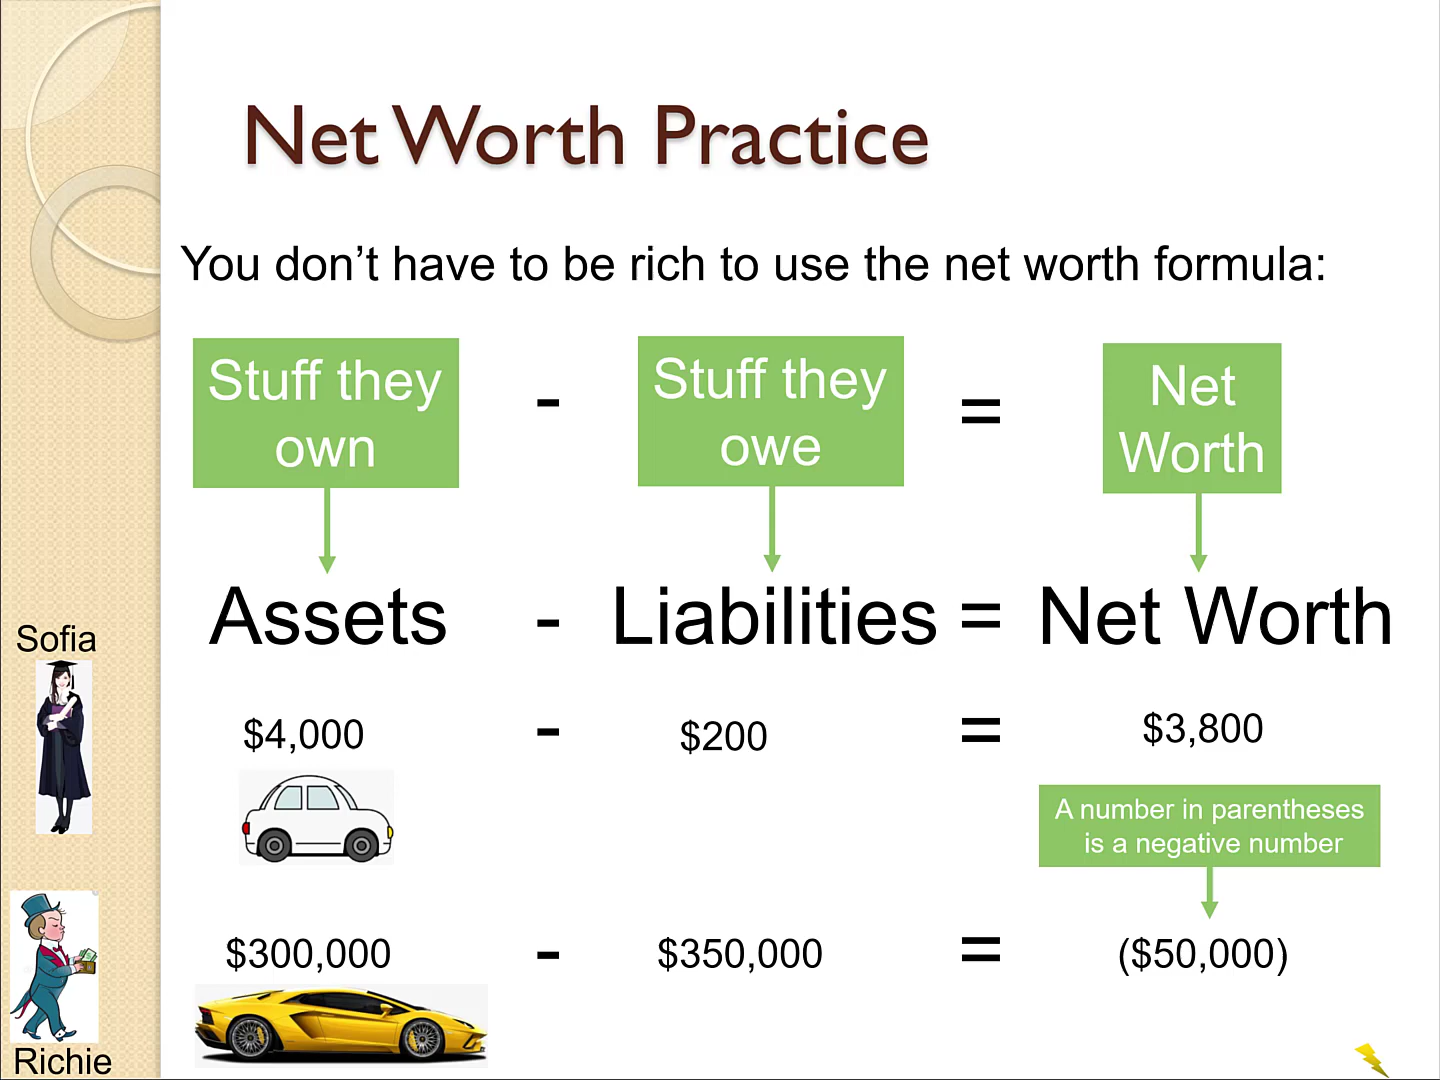 Net Worth Practice
You don’t have to be rich to use the net worth formula:
Stuff they
own
-
Stuff they
owe
=
Net
Worth
Assets - Liabilities = Net Worth
Sofia
$4,000 - $200 = $3,800
A number in parentheses
is a negative number
$300,000 - $350,000 = ($50,000)
Richie